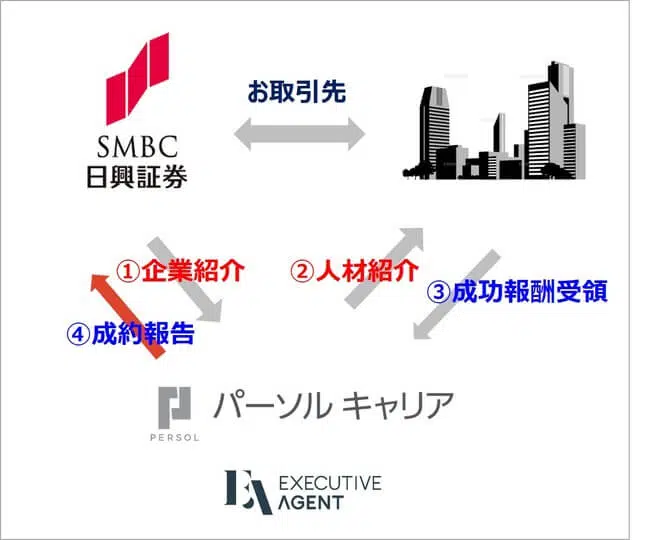 お取引先
SMBC
日興証券
①企業紹介
②人材紹介
③成功報酬受領
④成約報告
パーソル キャリア
PERSOL
EXECUTIVE
AGENT